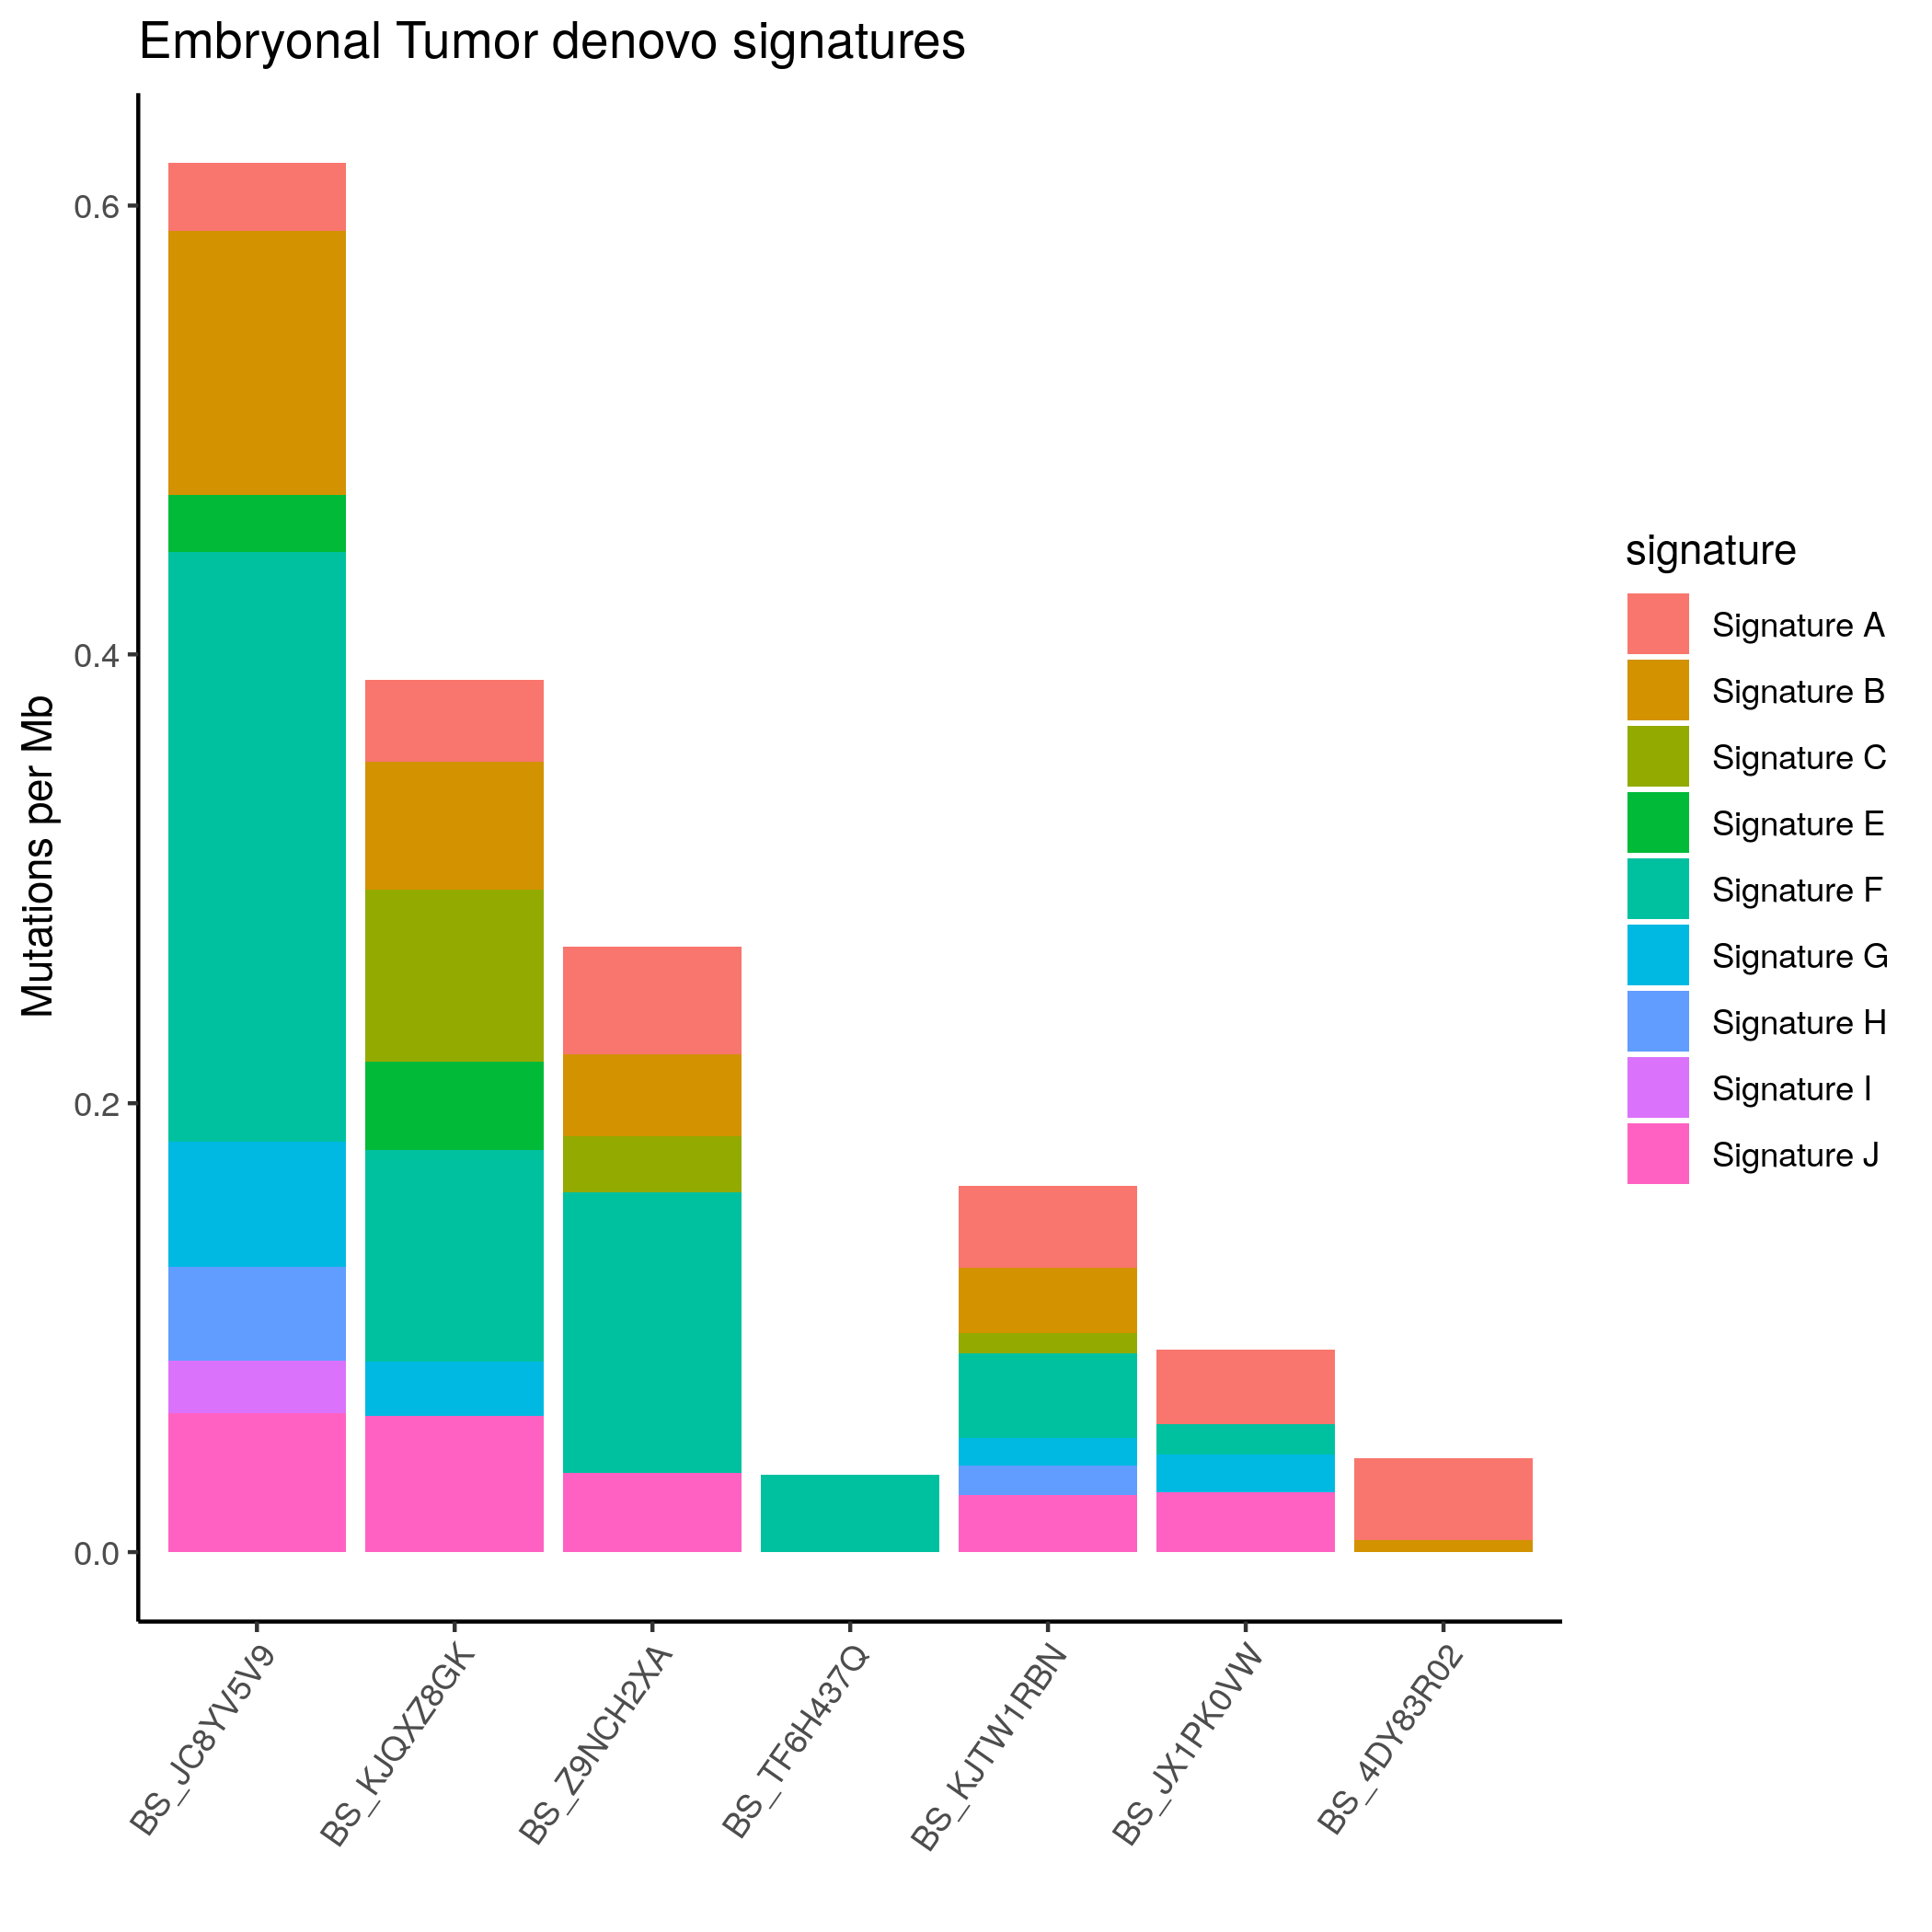 Embryonal Tumor denovo signatures
Mutations per Mb
0.6
0.4
0.2
0.0
BS_JC8YV5V9
BS_KJQXZ8GK
BS_Z9NCH2XA
BS_TF6H437Q
BS_KJTW1RBN
BS_JX1PK0VW
BS_4DY83R02
signature
Signature A
Signature B
Signature C
Signature E
Signature F
Signature G
Signature H
Signature I
Signature J